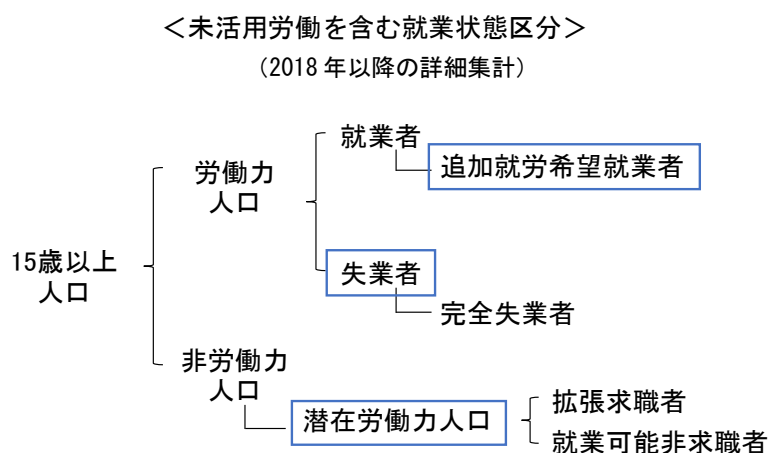 ＜未活用労働を含む就業状態区分＞
（2018年以降の詳細集計）
就業者
追加就労希望就業者
労働力
人口
15歳以上
人口
失業者
完全失業者
非労働力
人口
潜在労働力人口
拡張求職者
就業可能非求職者